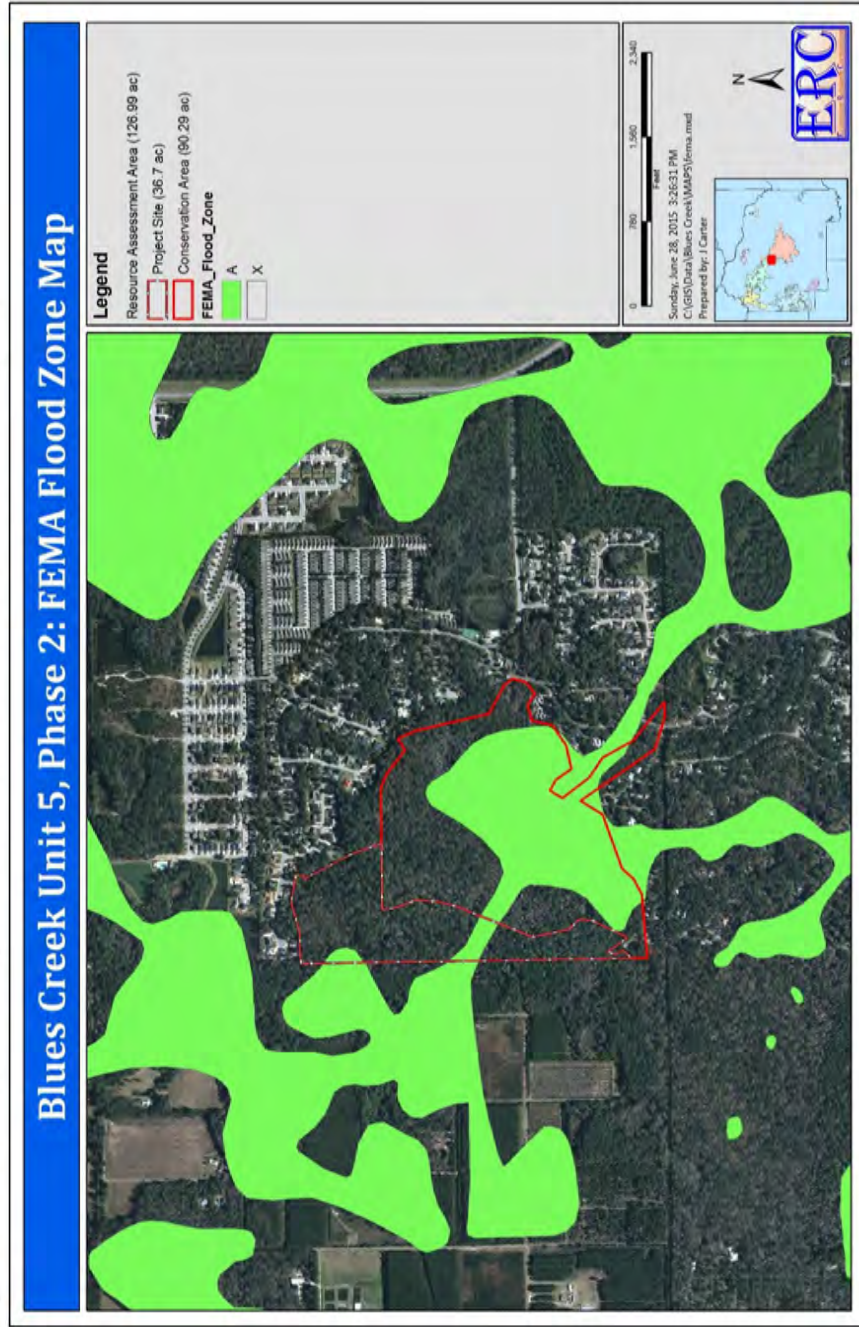 Blues Creek Unit 5, Phase 2: FEMA Flood Zone Map
Legend
Resource Assessment Area (126.99 ac)
Project Site (36.7 ac)
Conservation Area (90.29 ac)
FEMA_Flood_Zone
A
X
0 780 1,560 2,340
Feet
Sunday, June 28, 2015 3:26:31 PM
C:\GIS\Data\Blues Creek\MAPS\fema.mxd
Prepared by: J Carter
N
ERC